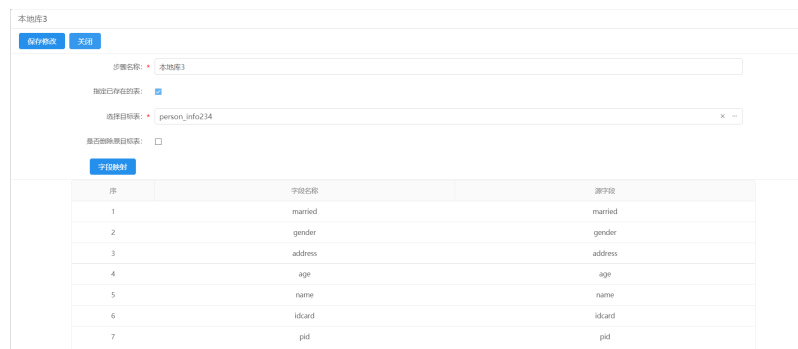 本地库3
保存修改 关闭
步骤名称: * 本地库3
指定已存在的表:
选择目标表: * person_info234 × ···
是否删除原目标表:
字段映射
序 字段名称 源字段
1 married married
2 gender gender
3 address address
4 age age
5 name name
6 idcard idcard
7 pid pid